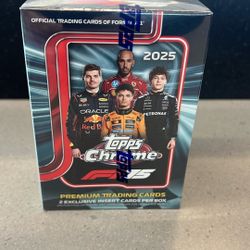 OFFICIAL TRADING CARDS OF FORMULA 1
2025
ORACLE
Red Bull
PETRONAS
Topps
Chrome
F1 75
PREMIUM TRADING CARDS
2 EXCLUSIVE INSERT CARDS PER BOX